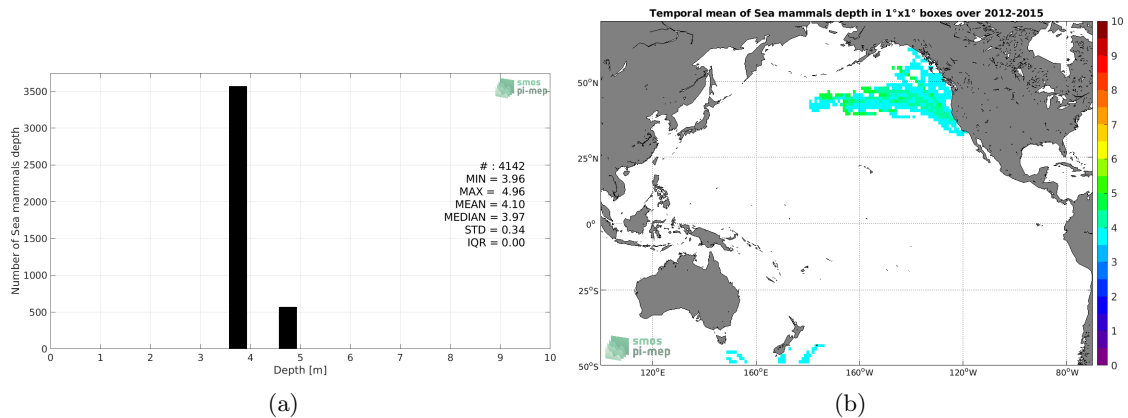 smos
pi-mep
3500
3000
2500
2000
1500
1000
500
0
Number of Sea mammals depth
# : 4142
MIN = 3.96
MAX = 4.96
MEAN = 4.10
MEDIAN = 3.97
STD = 0.34
IQR = 0.00
0 1 2 3 4 5 6 7 8 9 10
Depth [m]
(a)
Temporal mean of Sea mammals depth in 1°x1° boxes over 2012-2015
50°N
25°N
0°
25°S
50°S
120°E 160°E 160°W 120°W 80°W
smos
pi-mep
10
9
8
7
6
5
4
3
2
1
0
(b)